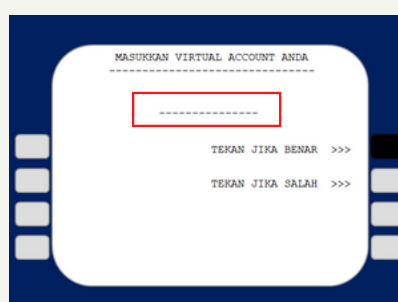 MASUKKAN VIRTUAL ACCOUNT ANDA
-------------------------------
---------------
TEKAN JIKA BENAR >>>
TEKAN JIKA SALAH >>>